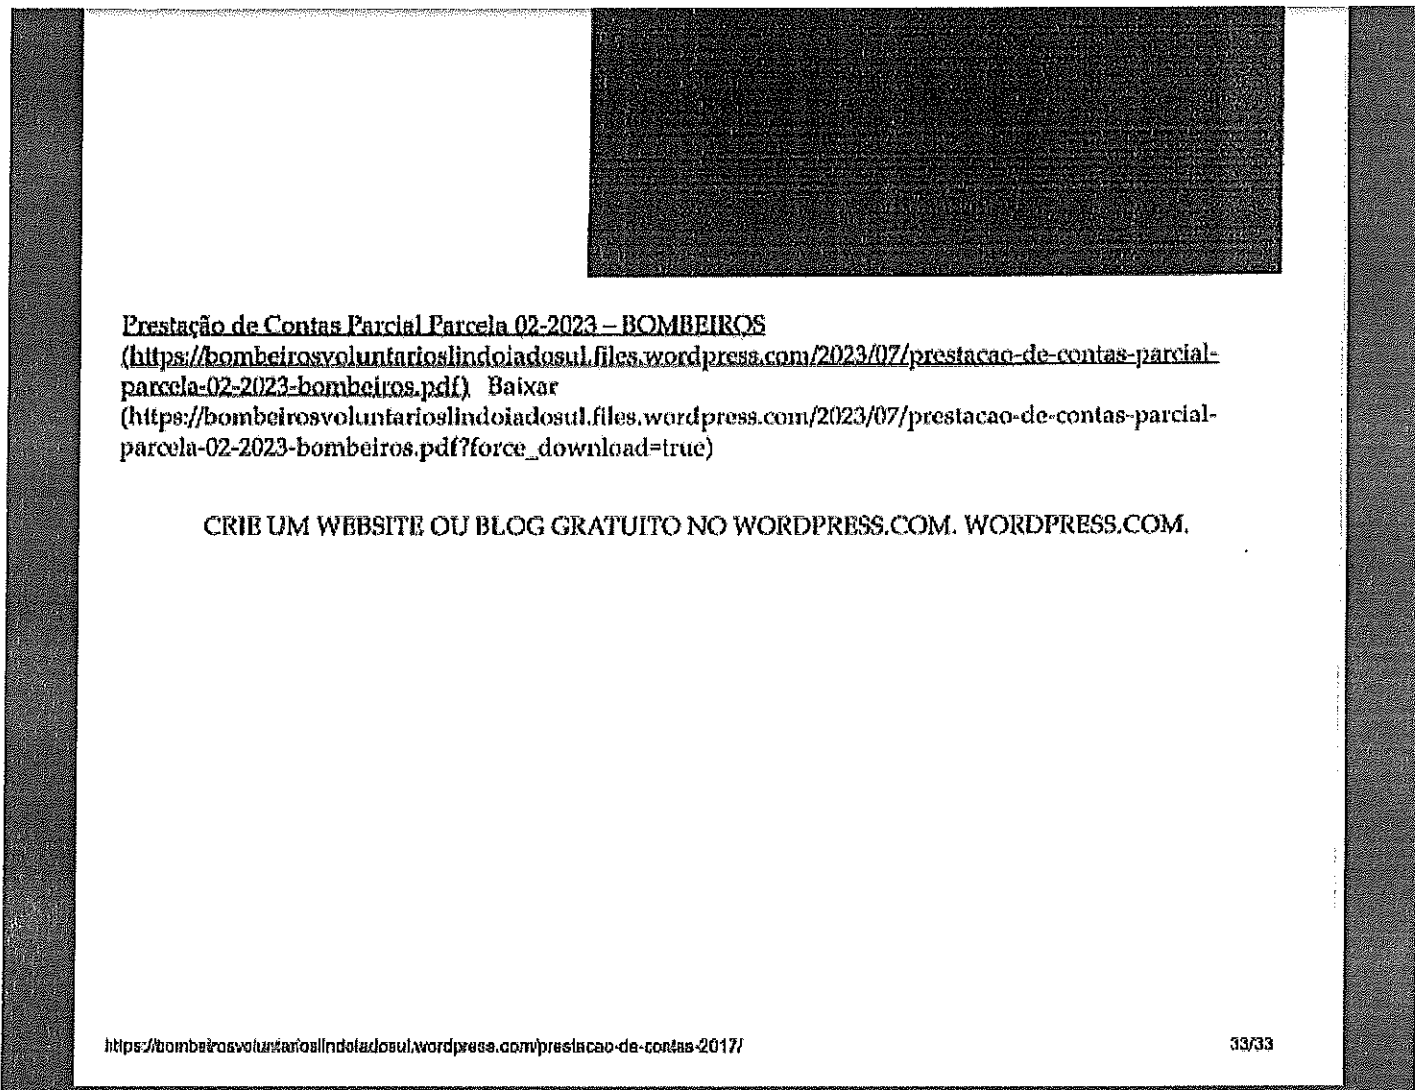 Prestação de Contas Parcial Parcela 02-2023 – BOMBEIROS
(https://bombeirosvoluntarioslindoiadosul.files.wordpress.com/2023/07/prestacao-de-contas-parcial-
parcela-02-2023-bombeiros.pdf) Baixar
(https://bombeirosvoluntarioslindoiadosul.files.wordpress.com/2023/07/prestacao-de-contas-parcial-
parcela-02-2023-bombeiros.pdf?force_download=true)
CRIE UM WEBSITE OU BLOG GRATUITO NO WORDPRESS.COM. WORDPRESS.COM.
https://bombeirosvoluntarioslindoiadosul.wordpress.com/prestacao-de-contas-2017/ 33/33